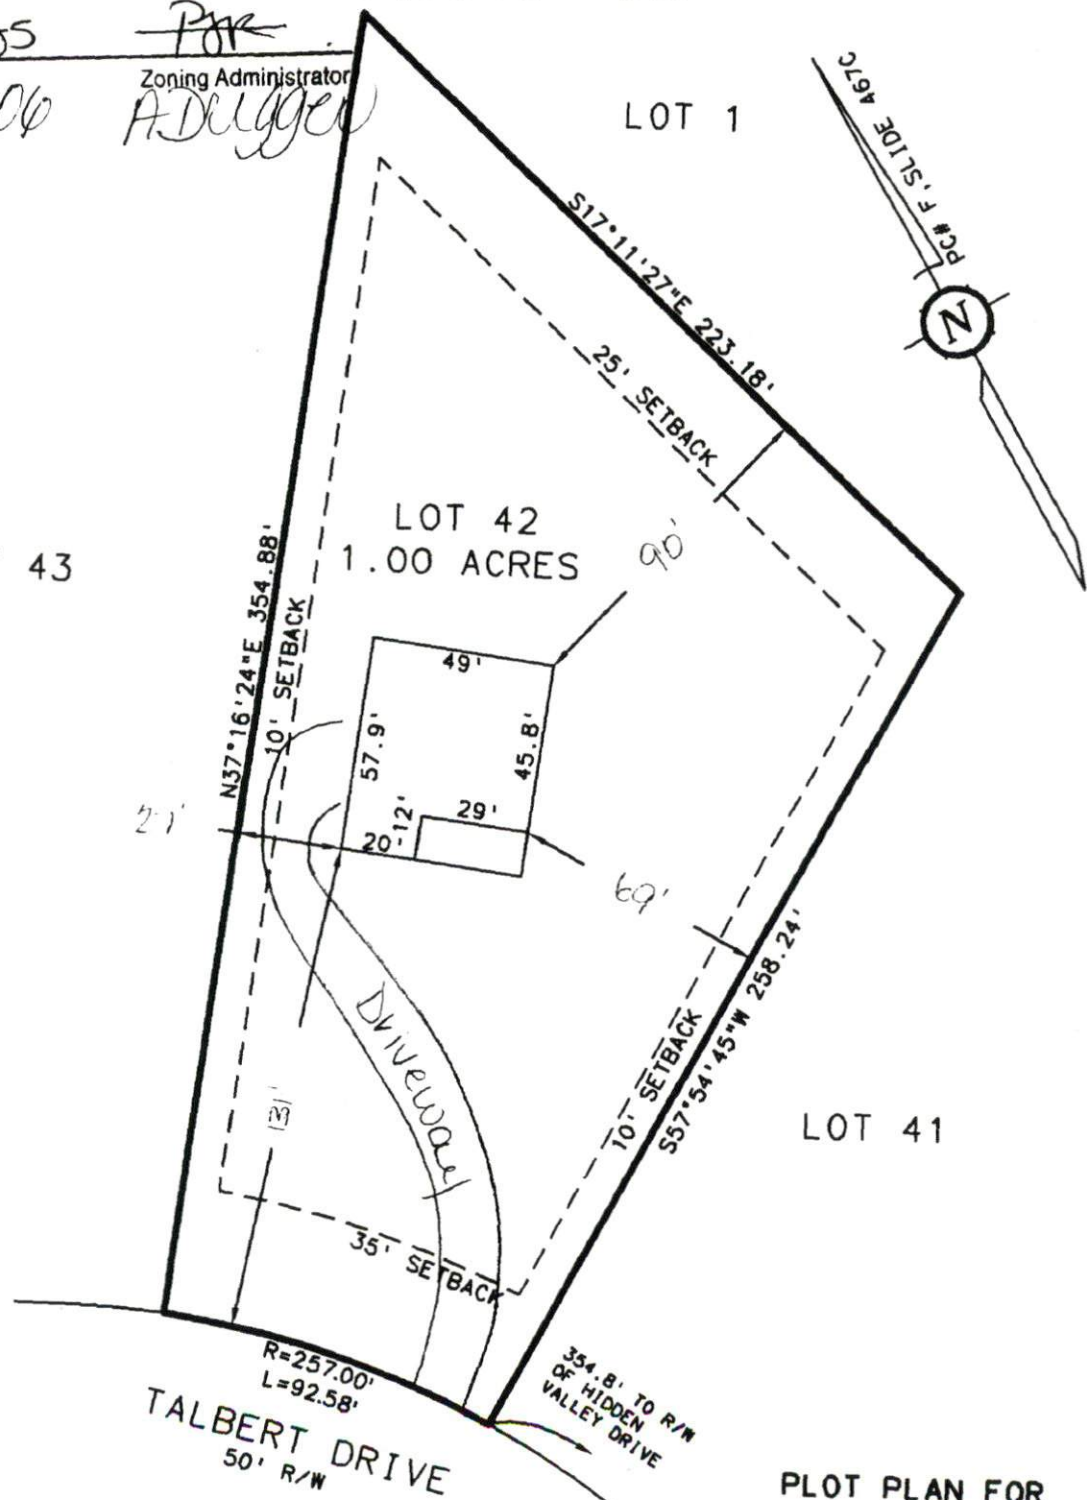 Zoning Administrator
ADuggen
LOT 1
PC# F, SLIDE 467C
N
S17°11'27"E 223.18'
25' SETBACK
LOT 42
1.00 ACRES
90'
43
N37°16'24"E 354.88'
10' SETBACK
49'
57.9'
45.8'
29'
12'
20'
69'
131'
Driveway
10' SETBACK
S57°54'45"W 258.24'
LOT 41
35' SETBACK
R=257.00'
L=92.58'
354.8' TO R/W
OF HIDDEN
VALLEY DRIVE
TALBERT DRIVE
50' R/W
PLOT PLAN FOR